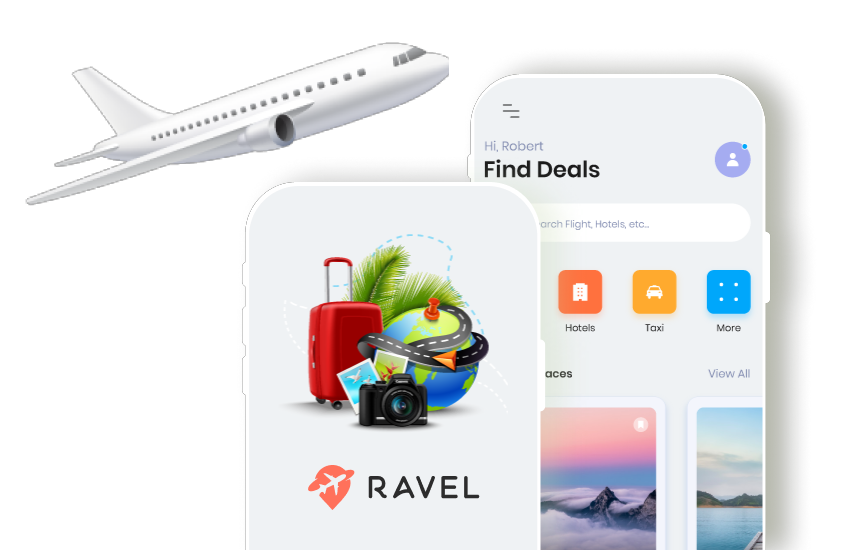 Hi, Robert
Find Deals
arch Flight, Hotels, etc...
Hotels
Taxi
More
aces
View All
RAVEL